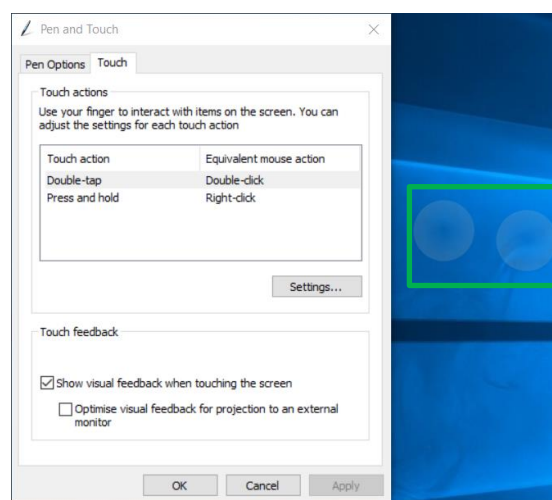 Pen and Touch
Pen Options Touch
Touch actions
Use your finger to interact with items on the screen. You can
adjust the settings for each touch action
Touch action Equivalent mouse action
Double-tap Double-click
Press and hold Right-click
Settings...
Touch feedback
Show visual feedback when touching the screen
Optimise visual feedback for projection to an external
monitor
OK Cancel Apply